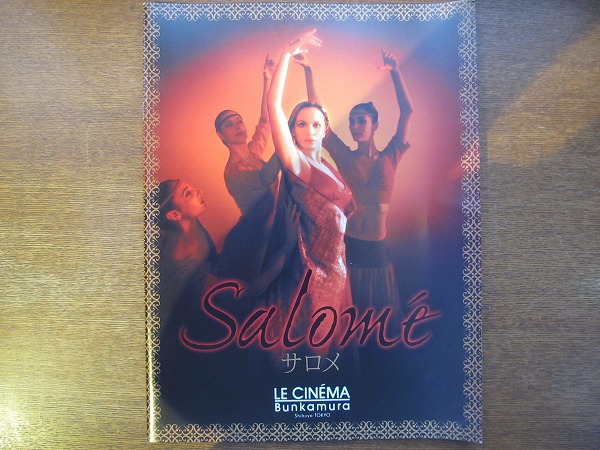 Salomé
サロメ
LE CINÉMA
Bunkamura
Shibuya TOKYO